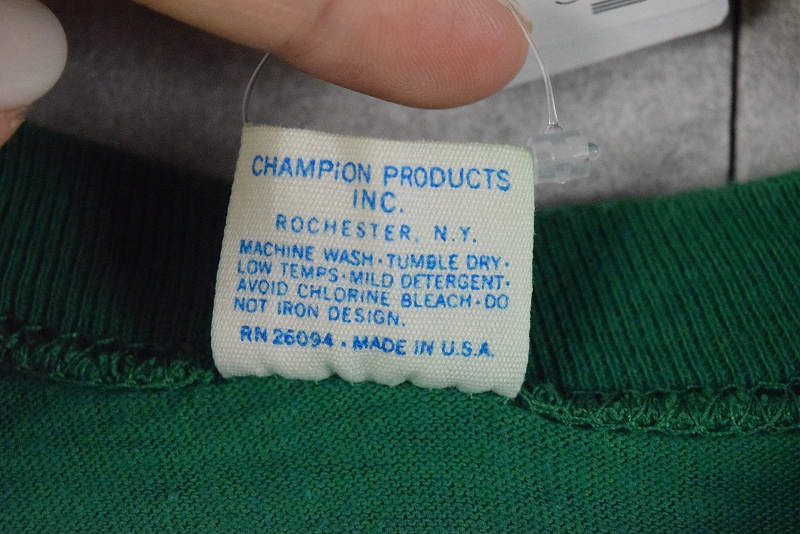 CHAMPiON PRODUCTS
INC.
ROCHESTER, N.Y.
MACHINE WASH·TUMBLE DRY·
LOW TEMPS·MILD DETERGENT·
AVOID CHLORINE BLEACH·DO
NOT IRON DESIGN.
RN 26094 · MADE IN U.S.A.